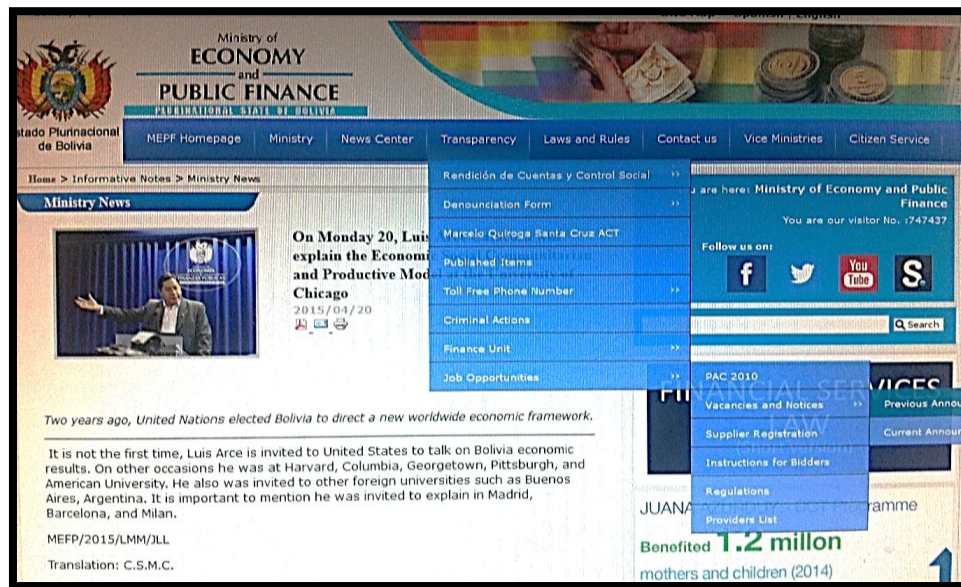 Spanish | English
Ministry of
ECONOMY
and
PUBLIC FINANCE
PLURINATIONAL STATE OF BOLIVIA
stado Plurinacional
de Bolivia
MEPF Homepage
Ministry
News Center
Transparency
Laws and Rules
Contact us
Vice Ministries
Citizen Service
Home > Informative Notes > Ministry News
Ministry News
On Monday 20, Luis
explain the Economi
and Productive Mod
Chicago
2015/04/20
Rendición de Cuentas y Control Social
Denounciation Form
Marcelo Quiroga Santa Cruz ACT
Published Items
Toll Free Phone Number
Criminal Actions
Finance Unit
Job Opportunities
PAC 2010
Vacancies and Notices
Supplier Registration
Instructions for Bidders
Regulations
Providers List
Previous Annou
Current Announ
u are here: Ministry of Economy and Public
Finance
You are our visitor No. :747437
Follow us on:
f
You
Tube
S.
Search
FINANCIAL SERVICES
LAW
Two years ago, United Nations elected Bolivia to direct a new worldwide economic framework.
It is not the first time, Luis Arce is invited to United States to talk on Bolivia economic
results. On other occasions he was at Harvard, Columbia, Georgetown, Pittsburgh, and
American University. He also was invited to other foreign universities such as Buenos
Aires, Argentina. It is important to mention he was invited to explain in Madrid,
Barcelona, and Milan.
MEFP/2015/LMM/JLL
Translation: C.S.M.C.
JUANA
ramme
Benefited 1.2 millon
mothers and children (2014)